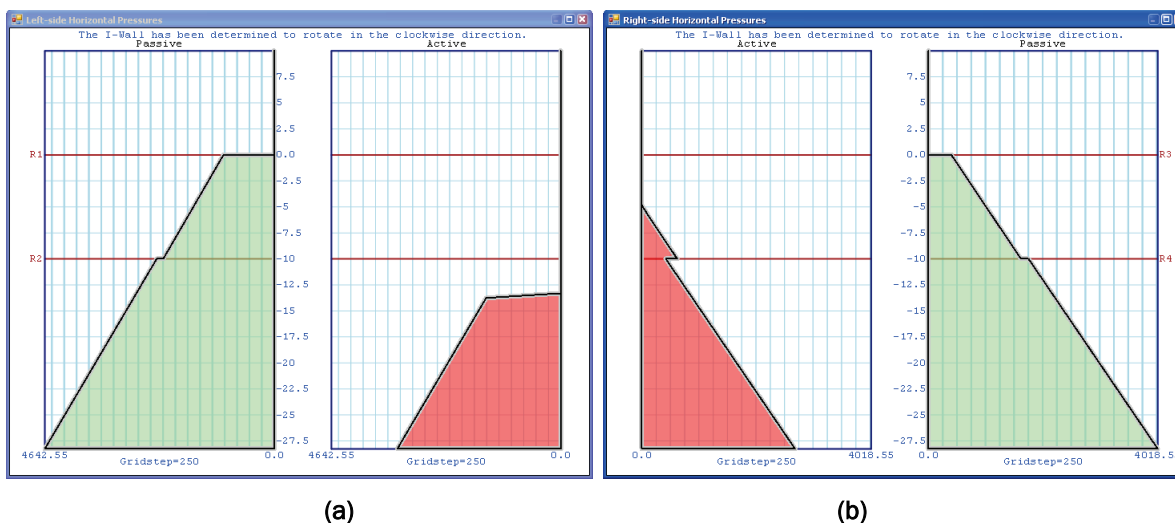 Left-side Horizontal Pressures
The I-Wall has been determined to rotate in the clockwise direction.
Passive
Active
7.5
5
2.5
R1
0.0
-2.5
-5
-7.5
R2
-10
-12.5
-15
-17.5
-20
-22.5
-25
-27.5
4642.55
Gridstep=250
0.0
4642.55
Gridstep=250
0.0
(a)
Right-side Horizontal Pressures
The I-Wall has been determined to rotate in the clockwise direction.
Active
Passive
7.5
5
2.5
0.0
R3
-2.5
-5
-7.5
-10
R4
-12.5
-15
-17.5
-20
-22.5
-25
-27.5
0.0
Gridstep=250
4018.55
0.0
Gridstep=250
4018.5
(b)